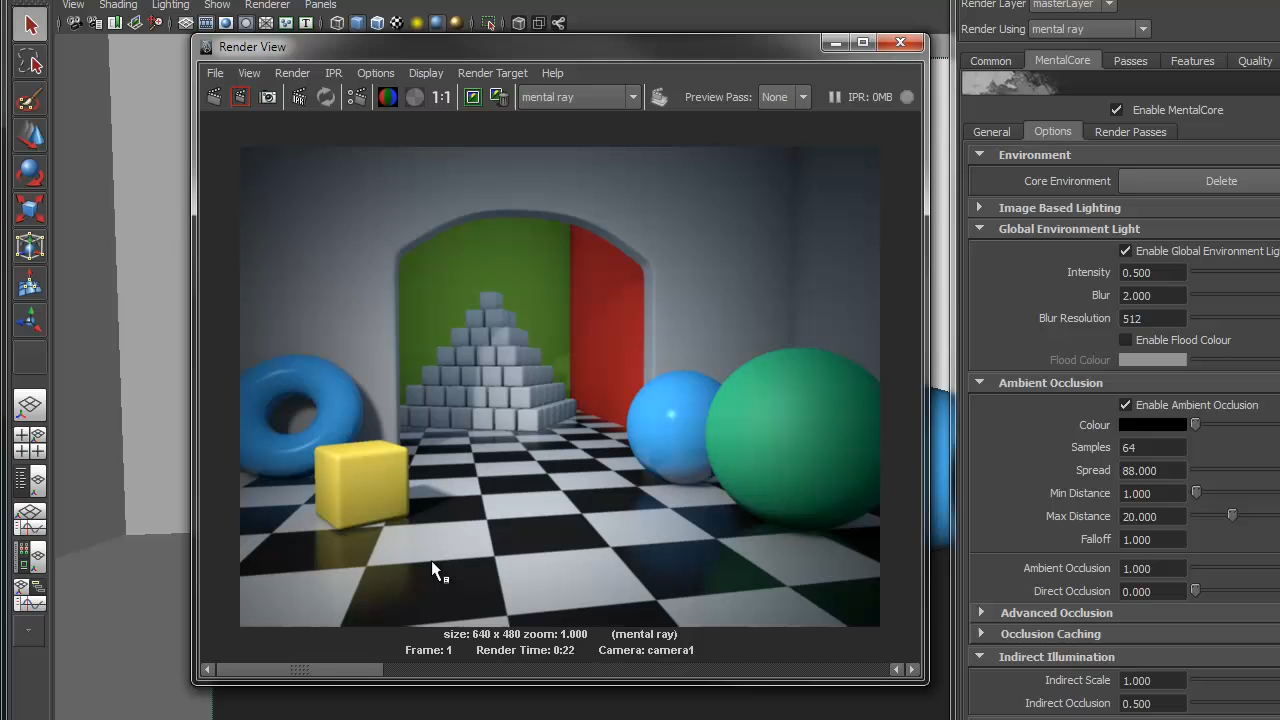 View Shading Lighting Show Renderer Panels
T
Render View
File View Render IPR Options Display Render Target Help
1:1 mental ray Preview Pass: None IPR: 0MB
size: 640 x 480 zoom: 1.000 (mental ray)
Frame: 1 Render Time: 0:22 Camera: camera1
Render Layer masterLayer
Render Using mental ray
Common MentalCore Passes Features Quality
Enable MentalCore
General Options Render Passes
Environment
Core Environment Delete
Image Based Lighting
Global Environment Light
Enable Global Environment Lig
Intensity 0.500
Blur 2.000
Blur Resolution 512
Enable Flood Colour
Flood Colour
Ambient Occlusion
Enable Ambient Occlusion
Colour
Samples 64
Spread 88.000
Min Distance 1.000
Max Distance 20.000
Falloff 1.000
Ambient Occlusion 1.000
Direct Occlusion 0.000
Advanced Occlusion
Occlusion Caching
Indirect Illumination
Indirect Scale 1.000
Indirect Occlusion 0.500